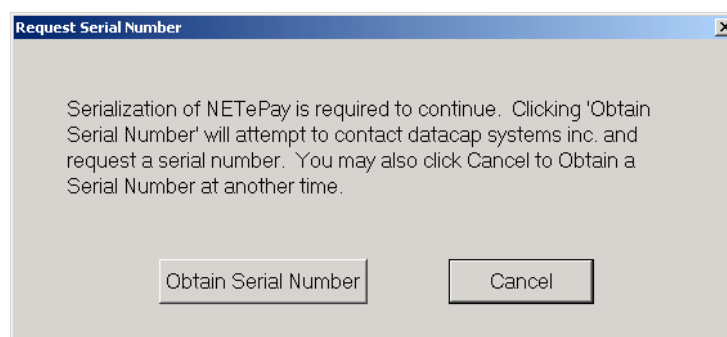 Request Serial Number
Serialization of NETePay is required to continue.  Clicking 'Obtain
Serial Number' will attempt to contact datacap systems inc. and
request a serial number.  You may also click Cancel to Obtain a
Serial Number at another time.
Obtain Serial Number
Cancel